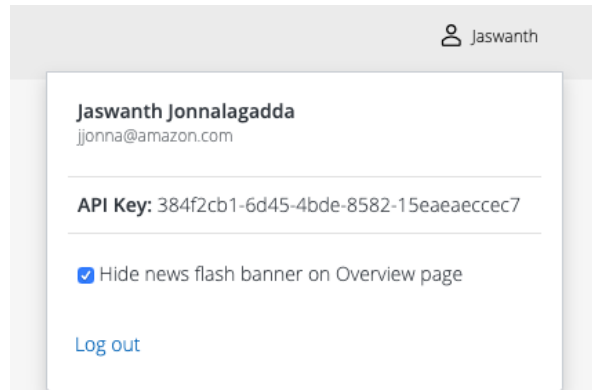 Jaswanth
Jaswanth Jonnalagadda
jjonna@amazon.com
API Key: 384f2cb1-6d45-4bde-8582-15eaeaeccec7
Hide news flash banner on Overview page
Log out